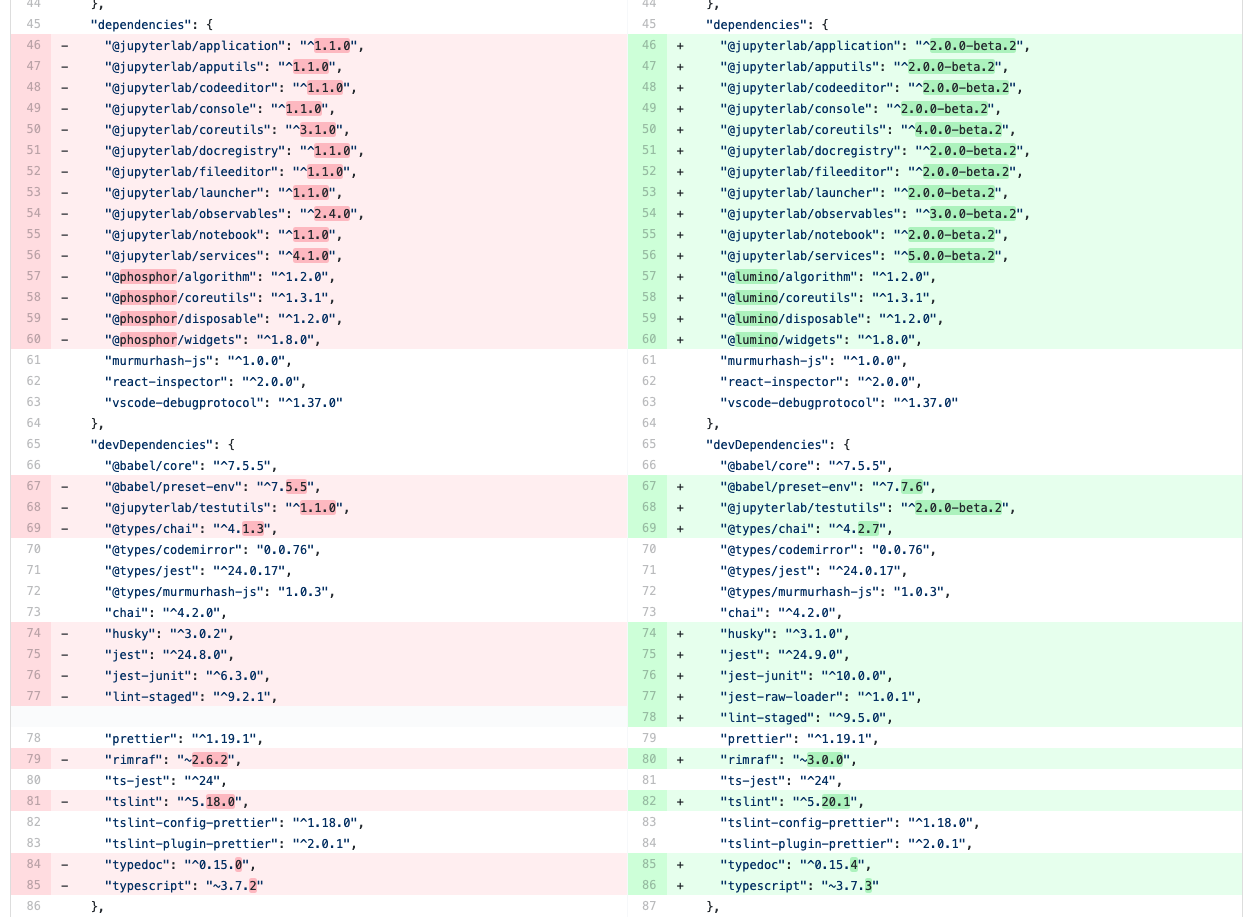 44 },
45 "dependencies": {
46 - "@jupyterlab/application": "^1.1.0",
47 - "@jupyterlab/apputils": "^1.1.0",
48 - "@jupyterlab/codeeditor": "^1.1.0",
49 - "@jupyterlab/console": "^1.1.0",
50 - "@jupyterlab/coreutils": "^3.1.0",
51 - "@jupyterlab/docregistry": "^1.1.0",
52 - "@jupyterlab/fileeditor": "^1.1.0",
53 - "@jupyterlab/launcher": "^1.1.0",
54 - "@jupyterlab/observables": "^2.4.0",
55 - "@jupyterlab/notebook": "^1.1.0",
56 - "@jupyterlab/services": "^4.1.0",
57 - "@phosphor/algorithm": "^1.2.0",
58 - "@phosphor/coreutils": "^1.3.1",
59 - "@phosphor/disposable": "^1.2.0",
60 - "@phosphor/widgets": "^1.8.0",
61 "murmurhash-js": "^1.0.0",
62 "react-inspector": "^2.0.0",
63 "vscode-debugprotocol": "^1.37.0"
64 },
65 "devDependencies": {
66 "@babel/core": "^7.5.5",
67 - "@babel/preset-env": "^7.5.5",
68 - "@jupyterlab/testutils": "^1.1.0",
69 - "@types/chai": "^4.1.3",
70 "@types/codemirror": "0.0.76",
71 "@types/jest": "^24.0.17",
72 "@types/murmurhash-js": "1.0.3",
73 "chai": "^4.2.0",
74 - "husky": "^3.0.2",
75 - "jest": "^24.8.0",
76 - "jest-junit": "^6.3.0",
77 - "lint-staged": "^9.2.1",
78 "prettier": "^1.19.1",
79 - "rimraf": "~2.6.2",
80 "ts-jest": "^24",
81 - "tslint": "^5.18.0",
82 "tslint-config-prettier": "^1.18.0",
83 "tslint-plugin-prettier": "^2.0.1",
84 - "typedoc": "^0.15.0",
85 - "typescript": "~3.7.2"
86 },
44 },
45 "dependencies": {
46 + "@jupyterlab/application": "^2.0.0-beta.2",
47 + "@jupyterlab/apputils": "^2.0.0-beta.2",
48 + "@jupyterlab/codeeditor": "^2.0.0-beta.2",
49 + "@jupyterlab/console": "^2.0.0-beta.2",
50 + "@jupyterlab/coreutils": "^4.0.0-beta.2",
51 + "@jupyterlab/docregistry": "^2.0.0-beta.2",
52 + "@jupyterlab/fileeditor": "^2.0.0-beta.2",
53 + "@jupyterlab/launcher": "^2.0.0-beta.2",
54 + "@jupyterlab/observables": "^3.0.0-beta.2",
55 + "@jupyterlab/notebook": "^2.0.0-beta.2",
56 + "@jupyterlab/services": "^5.0.0-beta.2",
57 + "@lumino/algorithm": "^1.2.0",
58 + "@lumino/coreutils": "^1.3.1",
59 + "@lumino/disposable": "^1.2.0",
60 + "@lumino/widgets": "^1.8.0",
61 "murmurhash-js": "^1.0.0",
62 "react-inspector": "^2.0.0",
63 "vscode-debugprotocol": "^1.37.0"
64 },
65 "devDependencies": {
66 "@babel/core": "^7.5.5",
67 + "@babel/preset-env": "^7.7.6",
68 + "@jupyterlab/testutils": "^2.0.0-beta.2",
69 + "@types/chai": "^4.2.7",
70 "@types/codemirror": "0.0.76",
71 "@types/jest": "^24.0.17",
72 "@types/murmurhash-js": "1.0.3",
73 "chai": "^4.2.0",
74 + "husky": "^3.1.0",
75 + "jest": "^24.9.0",
76 + "jest-junit": "^10.0.0",
77 + "jest-raw-loader": "^1.0.1",
78 + "lint-staged": "^9.5.0",
79 "prettier": "^1.19.1",
80 + "rimraf": "~3.0.0",
81 "ts-jest": "^24",
82 + "tslint": "^5.20.1",
83 "tslint-config-prettier": "^1.18.0",
84 "tslint-plugin-prettier": "^2.0.1",
85 + "typedoc": "^0.15.4",
86 + "typescript": "~3.7.3"
87 },